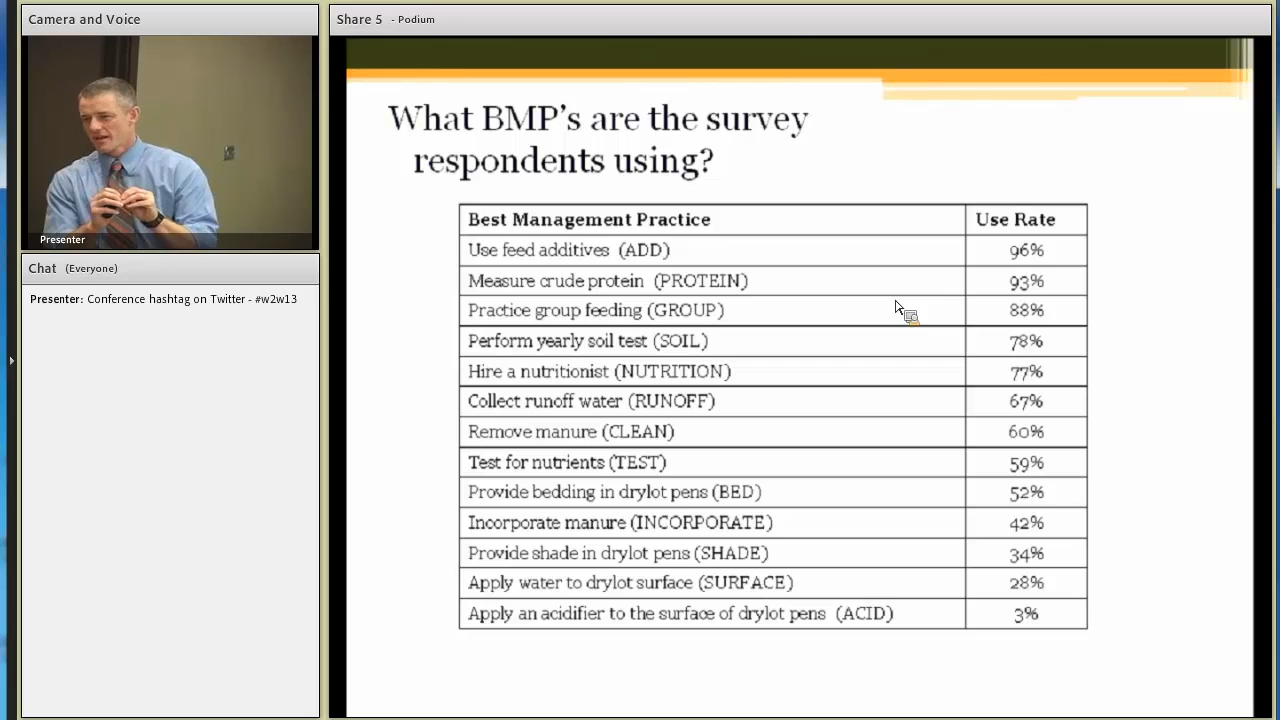 Camera and Voice
Presenter
Chat (Everyone)
Presenter: Conference hashtag on Twitter - #w2w13
Share 5 - Podium
What BMP's are the survey
respondents using?
Best Management Practice Use Rate
Use feed additives (ADD) 96%
Measure crude protein (PROTEIN) 93%
Practice group feeding (GROUP) 88%
Perform yearly soil test (SOIL) 78%
Hire a nutritionist (NUTRITION) 77%
Collect runoff water (RUNOFF) 67%
Remove manure (CLEAN) 60%
Test for nutrients (TEST) 59%
Provide bedding in drylot pens (BED) 52%
Incorporate manure (INCORPORATE) 42%
Provide shade in drylot pens (SHADE) 34%
Apply water to drylot surface (SURFACE) 28%
Apply an acidifier to the surface of drylot pens (ACID) 3%